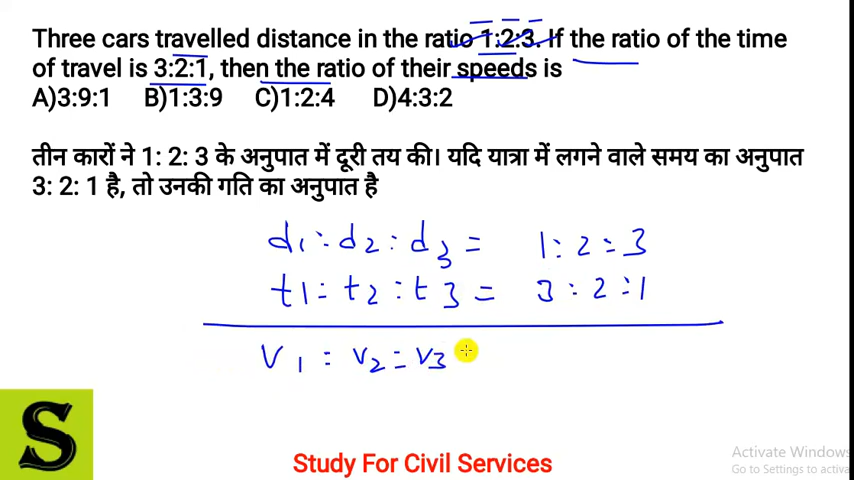 Three cars travelled distance in the ratio 1:2:3. If the ratio of the time
of travel is 3:2:1, then the ratio of their speeds is
A)3:9:1 B)1:3:9 C)1:2:4 D)4:3:2
तीन कारों ने 1: 2: 3 के अनुपात में दूरी तय की। यदि यात्रा में लगने वाले समय का अनुपात
3: 2: 1 है, तो उनकी गति का अनुपात है
d1:d2:d3 = 1:2:3
t1:t2:t3 = 3:2:1
v1:v2:v3
S
Study For Civil Services
Activate Windows
Go to Settings to activa